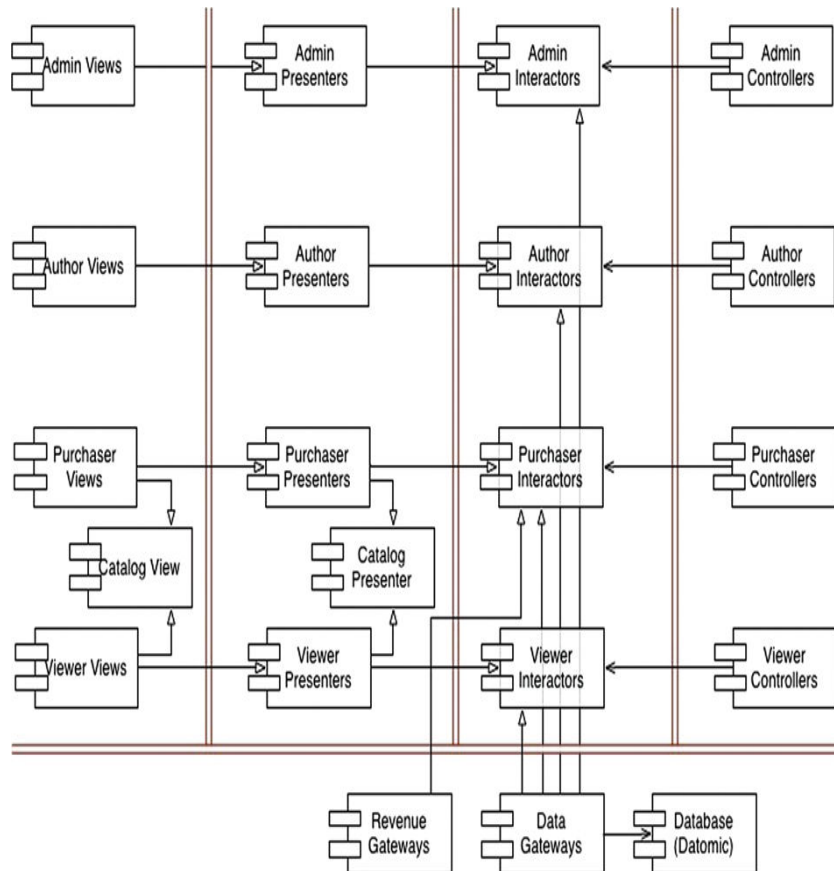 Admin Views
Admin
Presenters
Admin
Interactors
Admin
Controllers
Author Views
Author
Presenters
Author
Interactors
Author
Controllers
Purchaser
Views
Purchaser
Presenters
Purchaser
Interactors
Purchaser
Controllers
Catalog View
Catalog
Presenter
Viewer Views
Viewer
Presenters
Viewer
Interactors
Viewer
Controllers
Revenue
Gateways
Data
Gateways
Database
(Datomic)